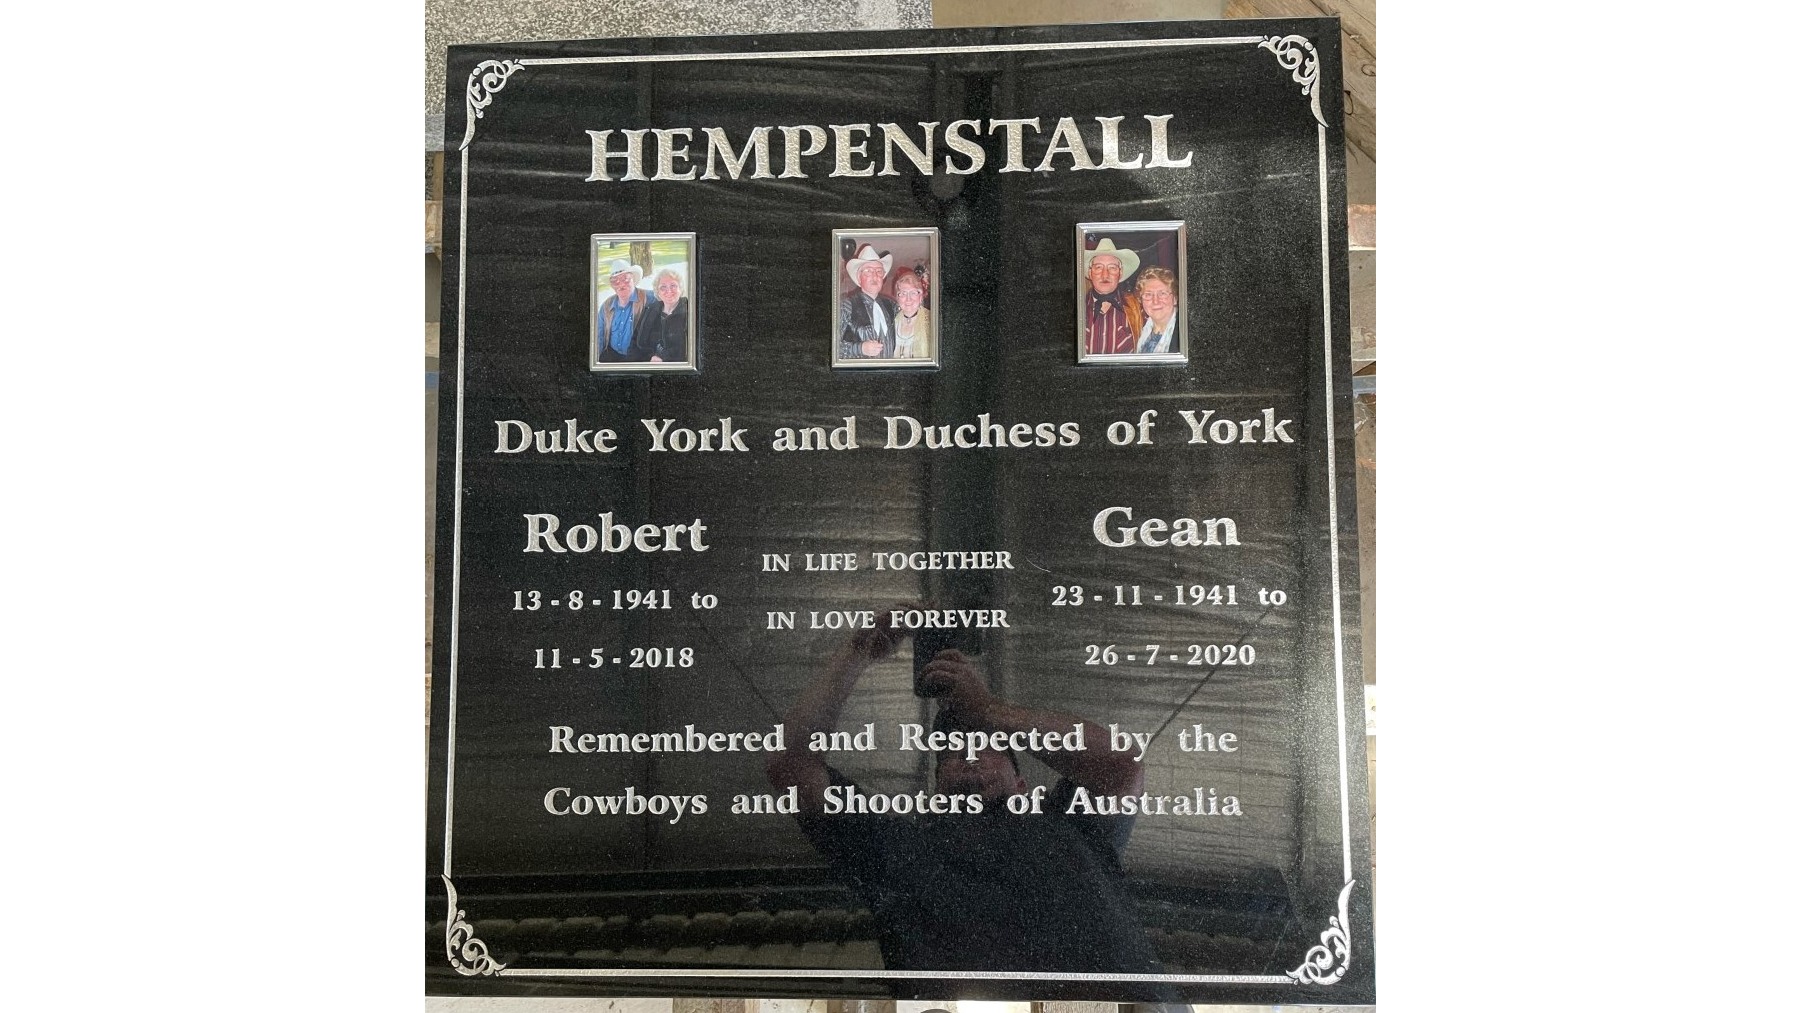 HEMPENSTALL
Duke York and Duchess of York
Robert
Gean
IN LIFE TOGETHER
13 - 8 - 1941 to
23 - 11 - 1941 to
IN LOVE FOREVER
11 - 5 - 2018
26 - 7 - 2020
Remembered and Respected by the
Cowboys and Shooters of Australia